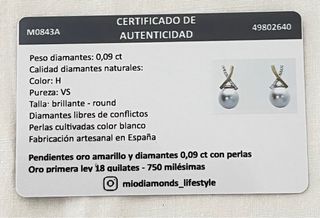 CERTIFICADO DE
M0843A
49802640
AUTENTICIDAD
Peso diamantes: 0,09 ct
Calidad diamantes naturales:
Color: H
Pureza: VS
Talla: brillante - round
Diamantes libres de conflictos
Perlas cultivadas color blanco
Fabricación artesanal en España
Pendientes oro amarillo y diamantes 0,09 ct con perlas
Oro primera ley 18 quilates - 750 milésimas
miodiamonds_lifestyle